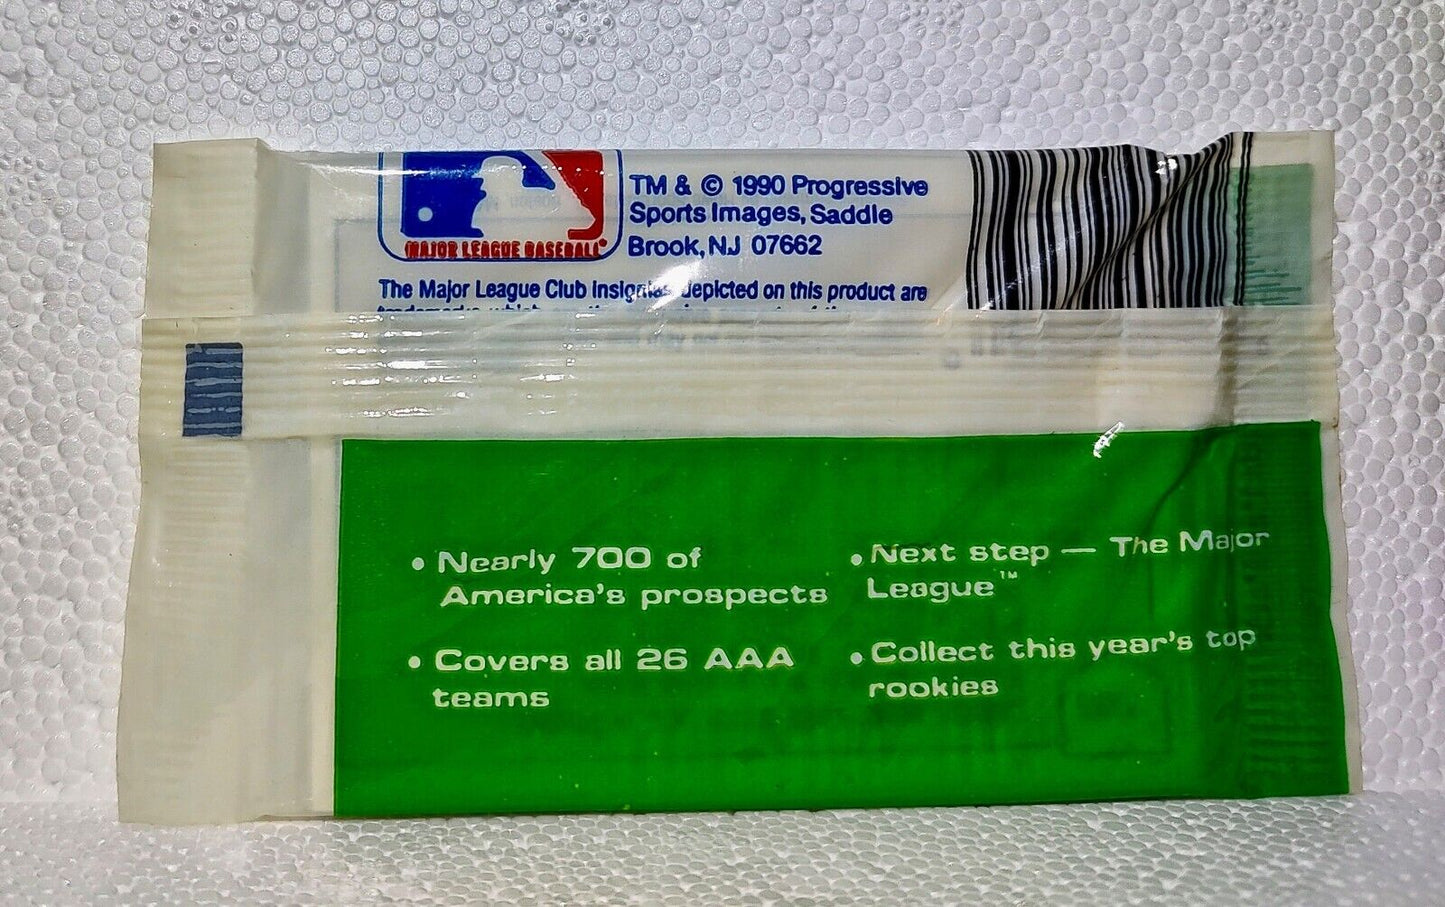 MAJOR LEAGUE BASEBALL®
TM & © 1990 Progressive
Sports Images, Saddle
Brook, NJ 07662
The Major League Club insignias depicted on this product are
trademarks which
• Nearly 700 of
America's prospects
• Covers all 26 AAA
teams
• Next step — The Major
League™
• Collect this year's top
rookies